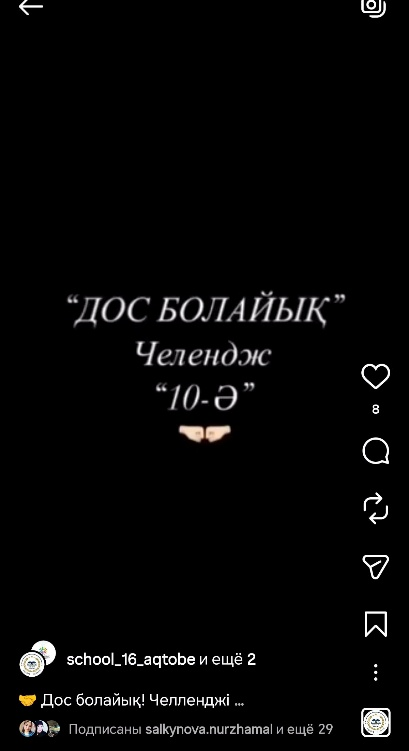 “ДОС БОЛАЙЫҚ”
Челендж
“10-Ә”
8
school_16_aqtobe и ещё 2
🤝 Дос болайық! Челленджі ...
Подписаны salkynova.nurzhamal и ещё 29